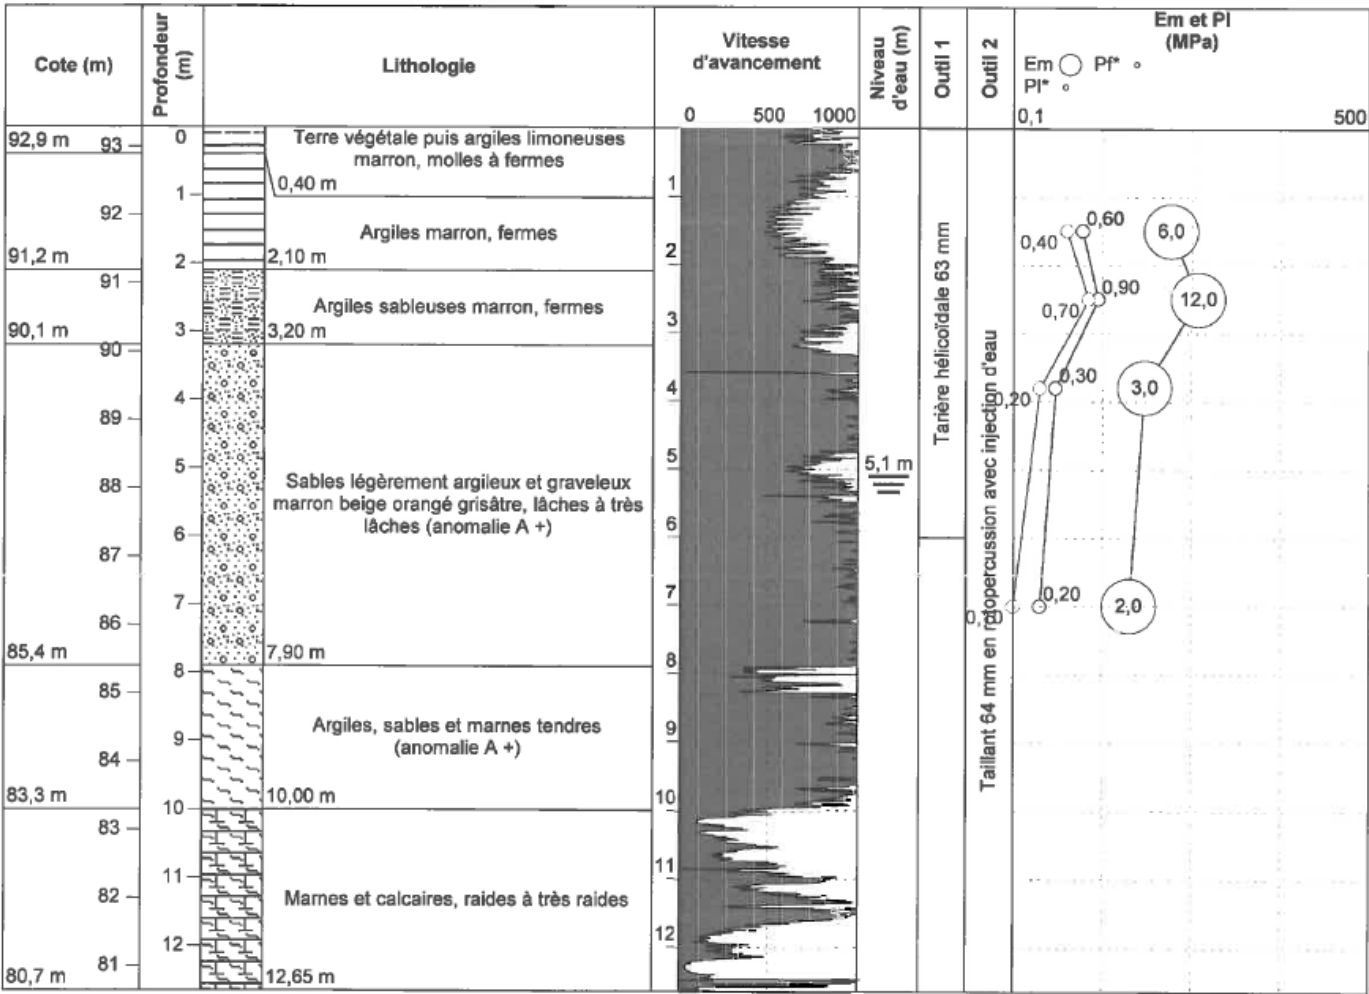 Cote (m)
Profondeur (m)
Lithologie
Vitesse
d'avancement
0 500 1000
Niveau
d'eau (m)
Outil 1
Outil 2
Em et Pl
(MPa)
Em Pf*
Pl*
0,1 500
92,9 m
91,2 m
90,1 m
85,4 m
83,3 m
80,7 m
93
92
91
90
89
88
87
86
85
84
83
82
81
0
1
2
3
4
5
6
7
8
9
10
11
12
Terre végétale puis argiles limoneuses
marron, molles à fermes
0,40 m
Argiles marron, fermes
2,10 m
Argiles sableuses marron, fermes
3,20 m
Sables légèrement argileux et graveleux
marron beige orangé grisâtre, lâches à très
lâches (anomalie A +)
7,90 m
Argiles, sables et marnes tendres
(anomalie A +)
10,00 m
Marnes et calcaires, raides à très raides
12,65 m
1
2
3
4
5
6
7
8
9
10
11
12
5,1 m
Tarière hélicoïdale 63 mm
Taillant 64 mm en rotopercussion avec injection d'eau
0,40 0,60 6,0
0,70 0,90 12,0
0,20 0,30 3,0
0,10 0,20 2,0